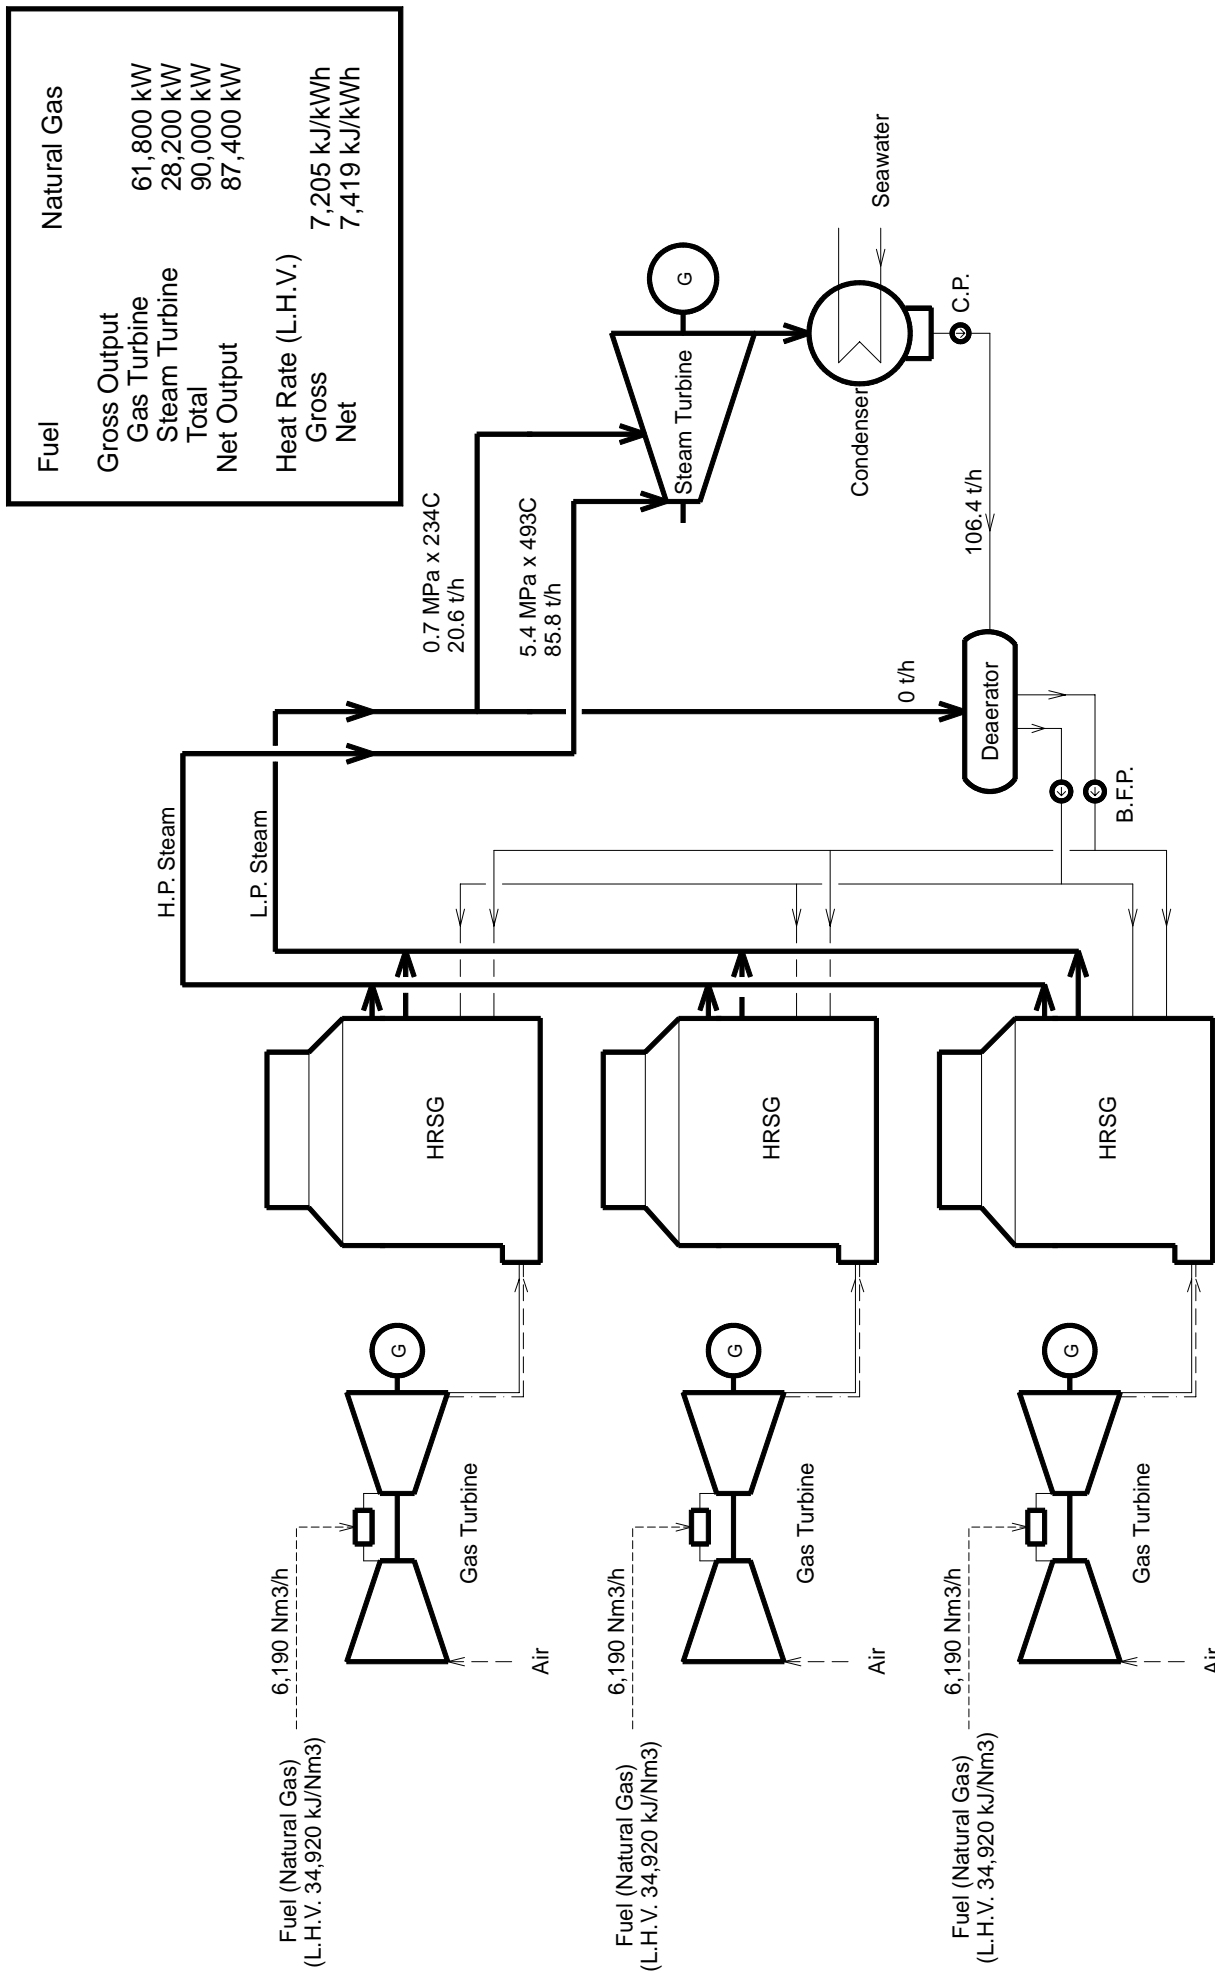 Fuel Natural Gas
Gross Output
Gas Turbine 61,800 kW
Steam Turbine 28,200 kW
Total 90,000 kW
Net Output 87,400 kW
Heat Rate (L.H.V.)
Gross 7,205 kJ/kWh
Net 7,419 kJ/kWh
H.P. Steam
L.P. Steam
0.7 MPa x 234C
20.6 t/h
5.4 MPa x 493C
85.8 t/h
Steam Turbine
G
Seawater
Condenser
C.P.
106.4 t/h
0 t/h
Deaerator
B.F.P.
Fuel (Natural Gas)
(L.H.V. 34,920 kJ/Nm3)
6,190 Nm3/h
Gas Turbine
Air
G
HRSG
Fuel (Natural Gas)
(L.H.V. 34,920 kJ/Nm3)
6,190 Nm3/h
Gas Turbine
Air
G
HRSG
Fuel (Natural Gas)
(L.H.V. 34,920 kJ/Nm3)
6,190 Nm3/h
Gas Turbine
Air
G
HRSG